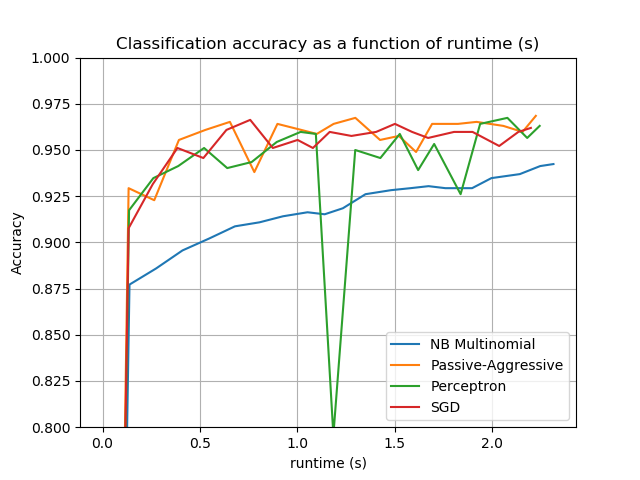 Classification accuracy as a function of runtime (s)
1.000
0.975
0.950
0.925
0.900
0.875
0.850
0.825
0.800
Accuracy
NB Multinomial
Passive-Aggressive
Perceptron
SGD
0.0 0.5 1.0 1.5 2.0
runtime (s)